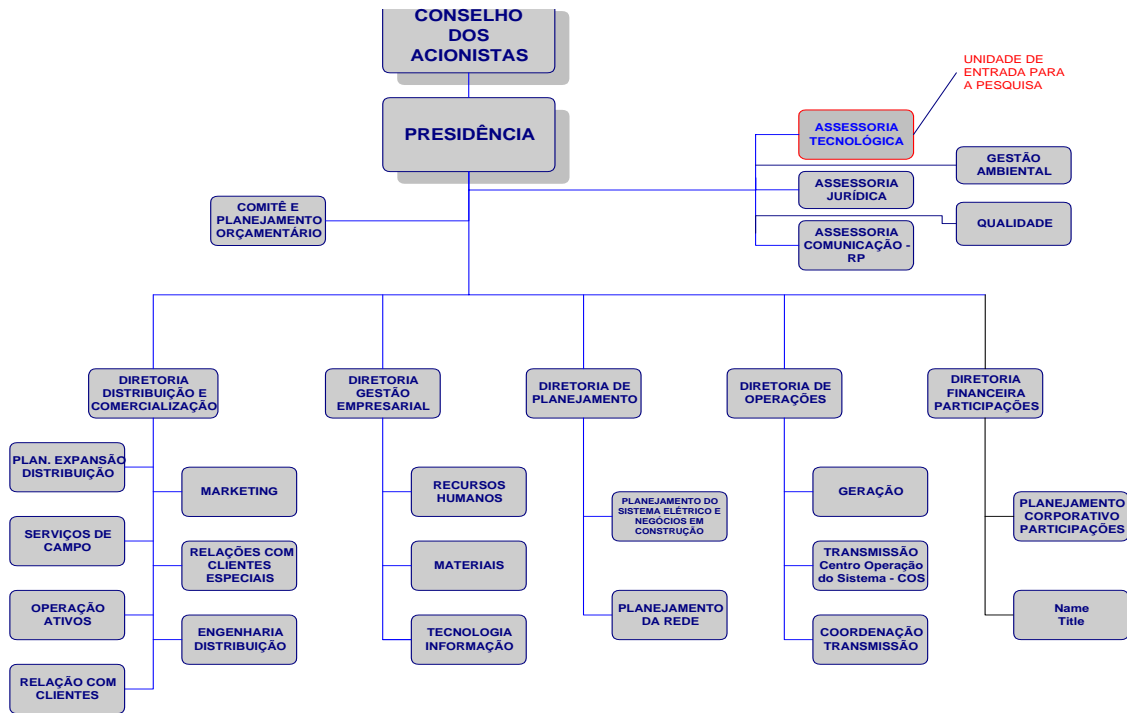 CONSELHO
DOS
ACIONISTAS
UNIDADE DE
ENTRADA PARA
A PESQUISA
PRESIDÊNCIA
ASSESSORIA
TECNOLÓGICA
GESTÃO
AMBIENTAL
ASSESSORIA
JURÍDICA
COMITÊ E
PLANEJAMENTO
ORÇAMENTÁRIO
QUALIDADE
ASSESSORIA
COMUNICAÇÃO -
RP
DIRETORIA
DISTRIBUIÇÃO E
COMERCIALIZAÇÃO
DIRETORIA
GESTÃO
EMPRESARIAL
DIRETORIA DE
PLANEJAMENTO
DIRETORIA DE
OPERAÇÕES
DIRETORIA
FINANCEIRA
PARTICIPAÇÕES
PLAN. EXPANSÃO
DISTRIBUIÇÃO
MARKETING
SERVIÇOS DE
CAMPO
RELAÇÕES COM
CLIENTES
ESPECIAIS
OPERAÇÃO
ATIVOS
ENGENHARIA
DISTRIBUIÇÃO
RELAÇÃO COM
CLIENTES
RECURSOS
HUMANOS
MATERIAIS
TECNOLOGIA
INFORMAÇÃO
PLANEJAMENTO DO
SISTEMA ELÉTRICO E
NEGÓCIOS EM
CONSTRUÇÃO
PLANEJAMENTO
DA REDE
GERAÇÃO
TRANSMISSÃO
Centro Operação
do Sistema - COS
COORDENAÇÃO
TRANSMISSÃO
PLANEJAMENTO
CORPORATIVO
PARTICIPAÇÕES
Name
Title